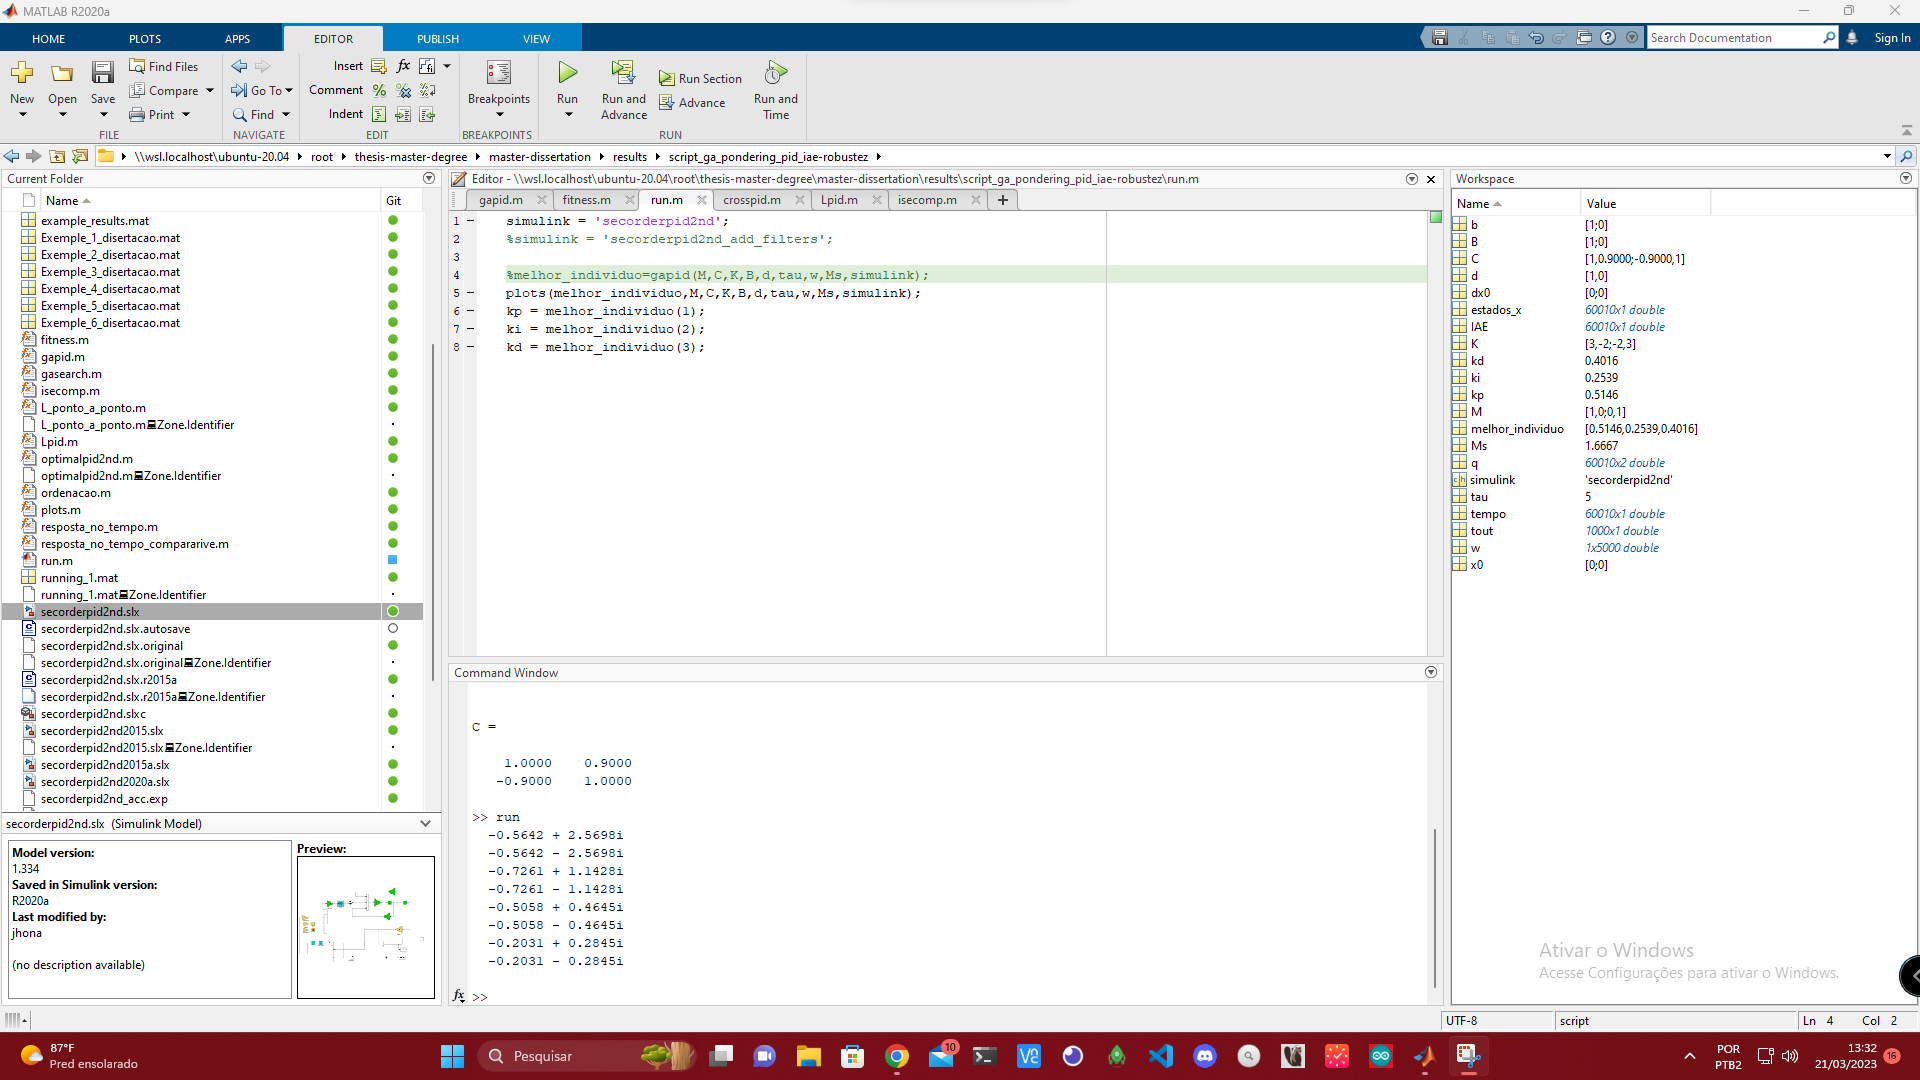 MATLAB R2020a
HOME PLOTS APPS EDITOR PUBLISH VIEW
Search Documentation
Sign In
New
Open
Save
Find Files
Compare
Print
FILE
Go To
Find
NAVIGATE
Insert
Comment
Indent
EDIT
Breakpoints
BREAKPOINTS
Run
Run and
Advance
Run Section
Advance
Run and
Time
RUN
\\wsl.localhost\ubuntu-20.04 root thesis-master-degree master-dissertation results script_ga_pondering_pid_iae-robustez
Current Folder
Name Git
example_results.mat
Exemple_1_disertacao.mat
Exemple_2_disertacao.mat
Exemple_3_disertacao.mat
Exemple_4_disertacao.mat
Exemple_5_disertacao.mat
Exemple_6_disertacao.mat
fitness.m
gapid.m
gasearch.m
isecomp.m
L_ponto_a_ponto.m
L_ponto_a_ponto.m Zone.Identifier
Lpid.m
optimalpid2nd.m
optimalpid2nd.m Zone.Identifier
ordenacao.m
plots.m
resposta_no_tempo.m
resposta_no_tempo_compararive.m
run.m
running_1.mat
running_1.mat Zone.Identifier
secorderpid2nd.slx
secorderpid2nd.slx.autosave
secorderpid2nd.slx.original
secorderpid2nd.slx.original Zone.Identifier
secorderpid2nd.slx.r2015a
secorderpid2nd.slx.r2015a Zone.Identifier
secorderpid2nd.slxc
secorderpid2nd2015.slx
secorderpid2nd2015.slx Zone.Identifier
secorderpid2nd2015a.slx
secorderpid2nd2020a.slx
secorderpid2nd_acc.exp
secorderpid2nd.slx (Simulink Model)
Model version:
1.334
Saved in Simulink version:
R2020a
Last modified by:
jhona
(no description available)
Preview:
Editor - \\wsl.localhost\ubuntu-20.04\root\thesis-master-degree\master-dissertation\results\script_ga_pondering_pid_iae-robustez\run.m
gapid.m fitness.m run.m crosspid.m Lpid.m isecomp.m
1 simulink = 'secorderpid2nd';
2 %simulink = 'secorderpid2nd_add_filters';
3
4 %melhor_individuo=gapid(M,C,K,B,d,tau,w,Ms,simulink);
5 plots(melhor_individuo,M,C,K,B,d,tau,w,Ms,simulink);
6 kp = melhor_individuo(1);
7 ki = melhor_individuo(2);
8 kd = melhor_individuo(3);
Command Window
C =
1.0000 0.9000
-0.9000 1.0000
>> run
-0.5642 + 2.5698i
-0.5642 - 2.5698i
-0.7261 + 1.1428i
-0.7261 - 1.1428i
-0.5058 + 0.4645i
-0.5058 - 0.4645i
-0.2031 + 0.2845i
-0.2031 - 0.2845i
fx >>
Workspace
Name Value
b [1;0]
B [1;0]
C [1,0.9000;-0.9000,1]
d [1,0]
dx0 [0;0]
estados_x 60010x1 double
IAE 60010x1 double
K [3,-2;-2,3]
kd 0.4016
ki 0.2539
kp 0.5146
M [1,0;0,1]
melhor_individuo [0.5146,0.2539,0.4016]
Ms 1.6667
q 60010x2 double
simulink 'secorderpid2nd'
tau 5
tempo 60010x1 double
tout 1000x1 double
w 1x5000 double
x0 [0;0]
Ativar o Windows
Acesse Configurações para ativar o Windows.
UTF-8 script Ln 4 Col 2
87°F
Pred ensolarado
Pesquisar
10
POR
PTB2
13:32
21/03/2023
16